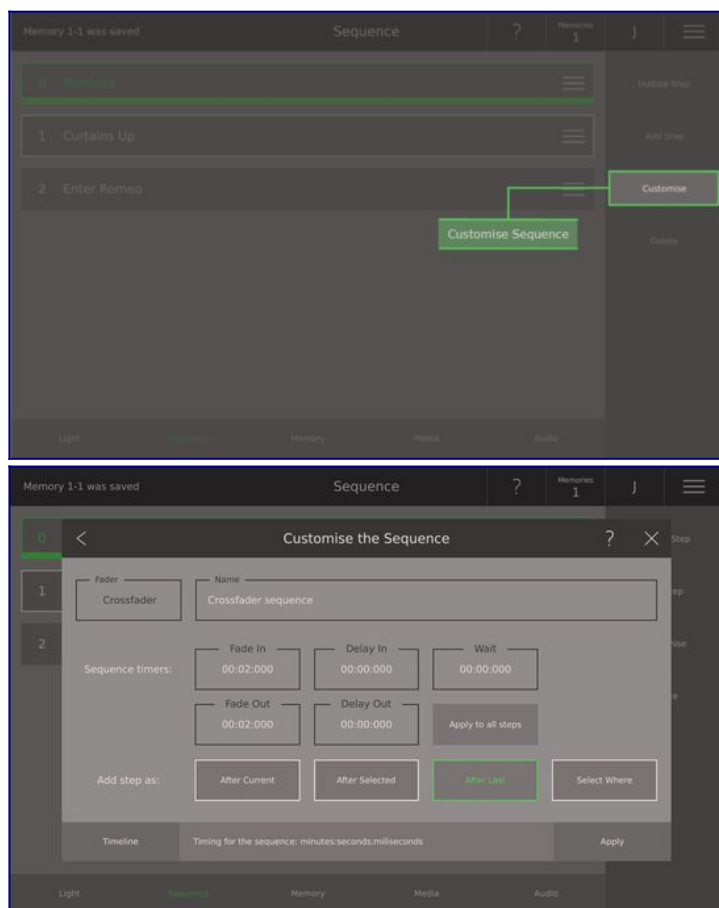 Memory 1-1 was saved
Sequence
?
Memories
1
J
0 Blackout
Update Step
1 Curtains Up
Add Step
2 Enter Romeo
Customise
Customise Sequence
Delete
Light Sequence Memory Media Audio
Memory 1-1 was saved
Sequence
?
Memories
1
J
0
Customise the Sequence
?
Step
Fader
Name
1
Crossfader
Crossfader sequence
ep
Fade In Delay In Wait
2
mise
Sequence timers: 00:02:000 00:00:000 00:00:000
Fade Out Delay Out
00:02:000 00:00:000 Apply to all steps
Add step as: After Current After Selected After Last Select Where
Timeline Timing for the sequence: minutes:seconds:miliseconds Apply
Light Sequence Memory Media Audio